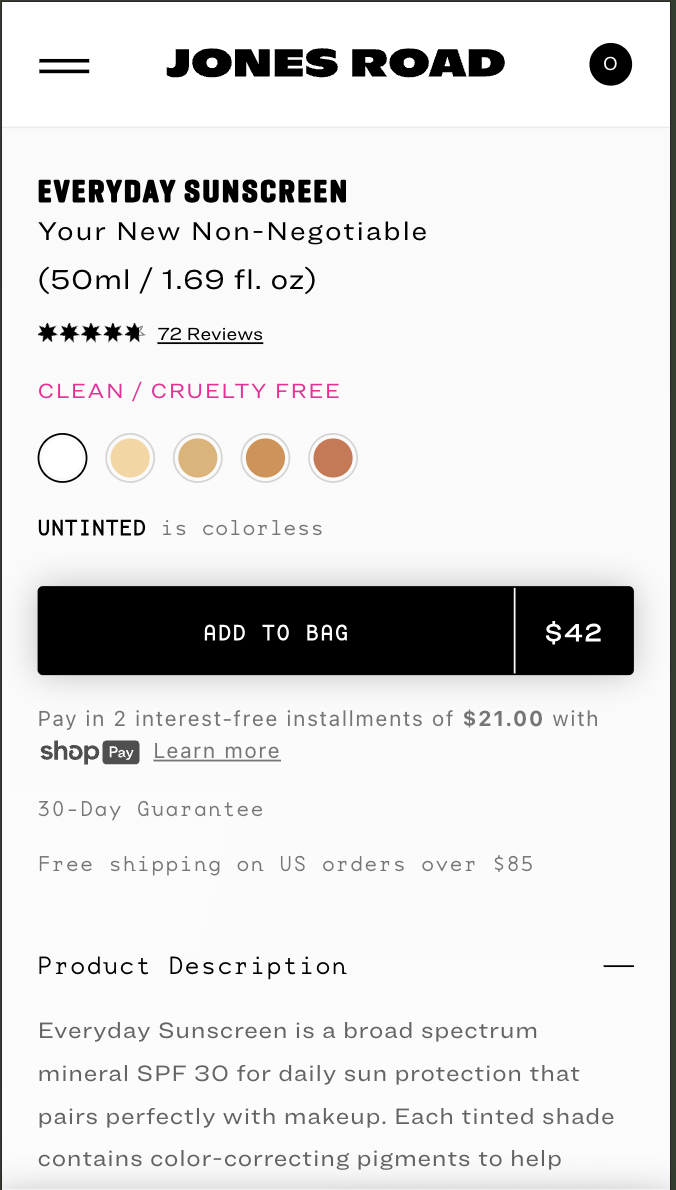 JONES ROAD
0
EVERYDAY SUNSCREEN
Your New Non-Negotiable
(50ml / 1.69 fl. oz)
72 Reviews
CLEAN / CRUELTY FREE
UNTINTED is colorless
ADD TO BAG
$42
Pay in 2 interest-free installments of $21.00 with
shop Pay Learn more
30-Day Guarantee
Free shipping on US orders over $85
Product Description
Everyday Sunscreen is a broad spectrum
mineral SPF 30 for daily sun protection that
pairs perfectly with makeup. Each tinted shade
contains color-correcting pigments to help